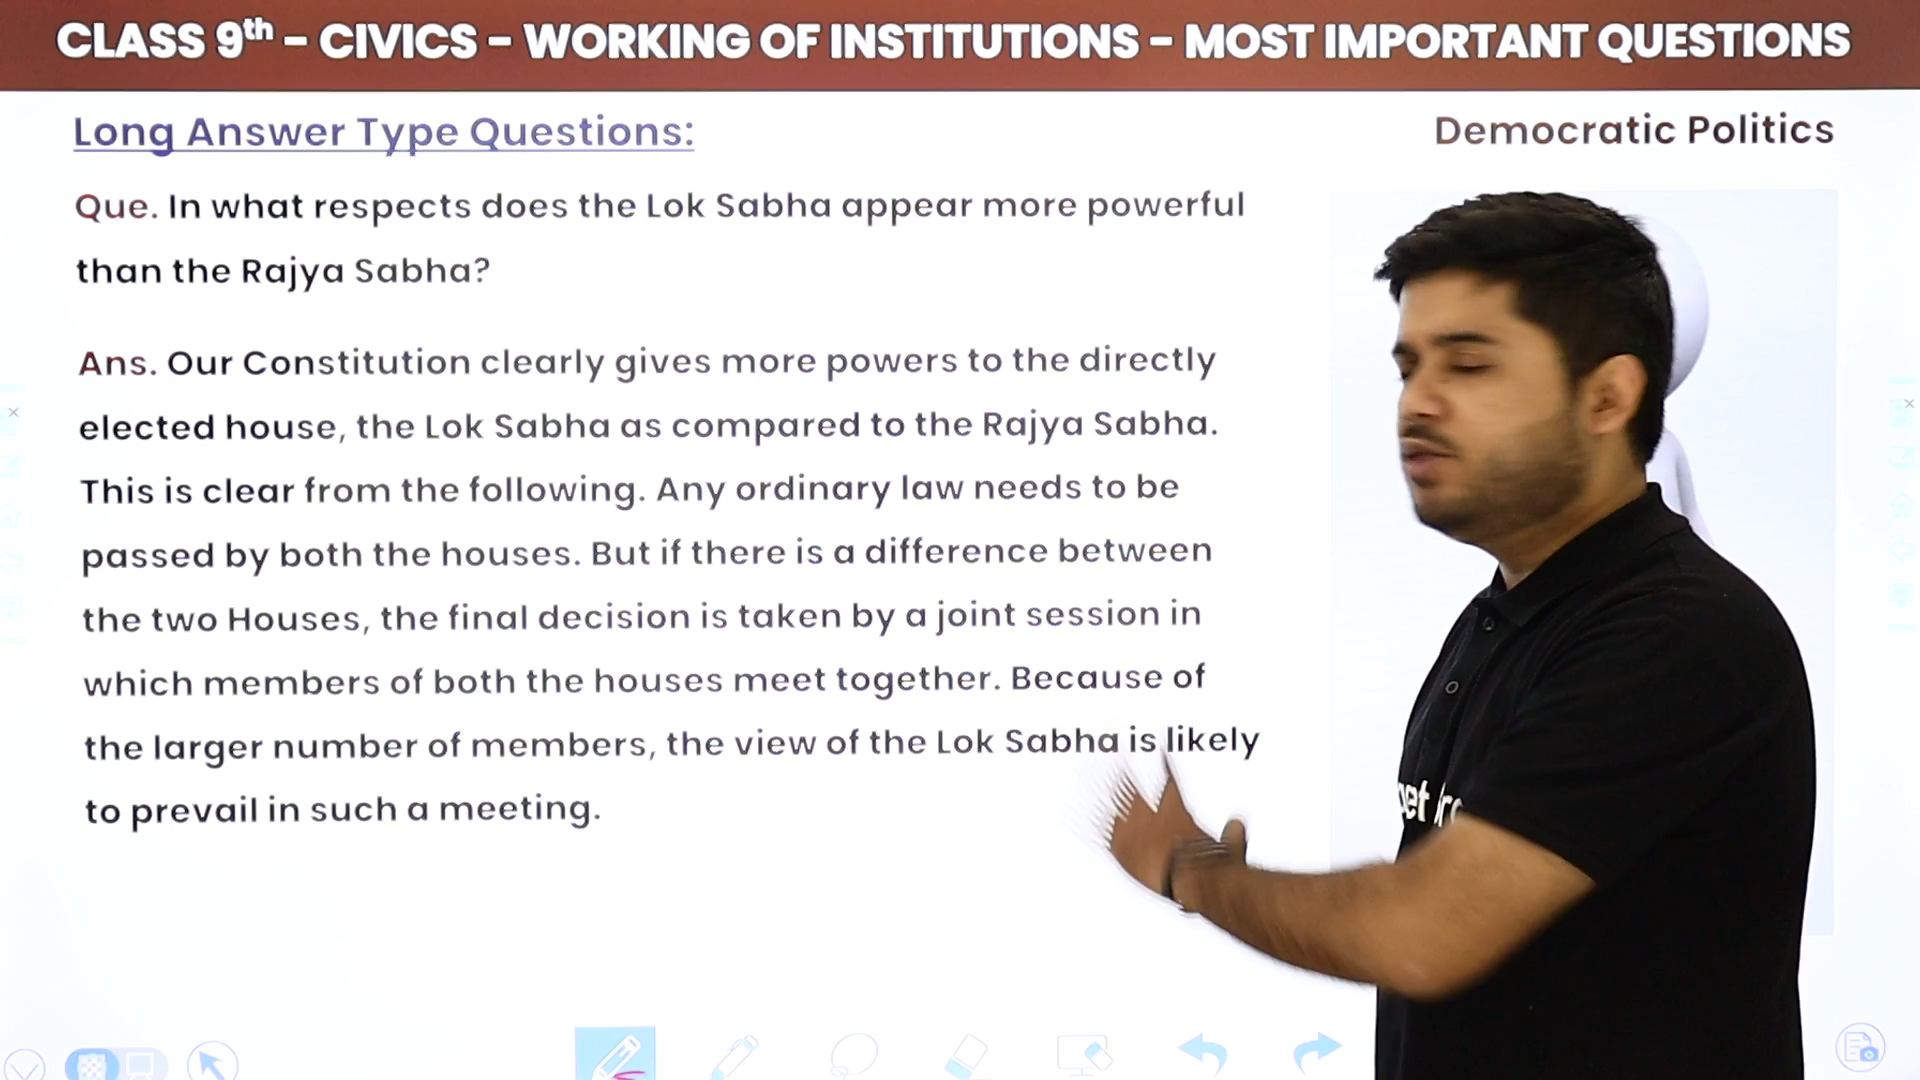 CLASS 9th - CIVICS - WORKING OF INSTITUTIONS - MOST IMPORTANT QUESTIONS
Long Answer Type Questions:
Democratic Politics
Que. In what respects does the Lok Sabha appear more powerful
than the Rajya Sabha?
Ans. Our Constitution clearly gives more powers to the directly
elected house, the Lok Sabha as compared to the Rajya Sabha.
This is clear from the following. Any ordinary law needs to be
passed by both the houses. But if there is a difference between
the two Houses, the final decision is taken by a joint session in
which members of both the houses meet together. Because of
the larger number of members, the view of the Lok Sabha is likely
to prevail in such a meeting.